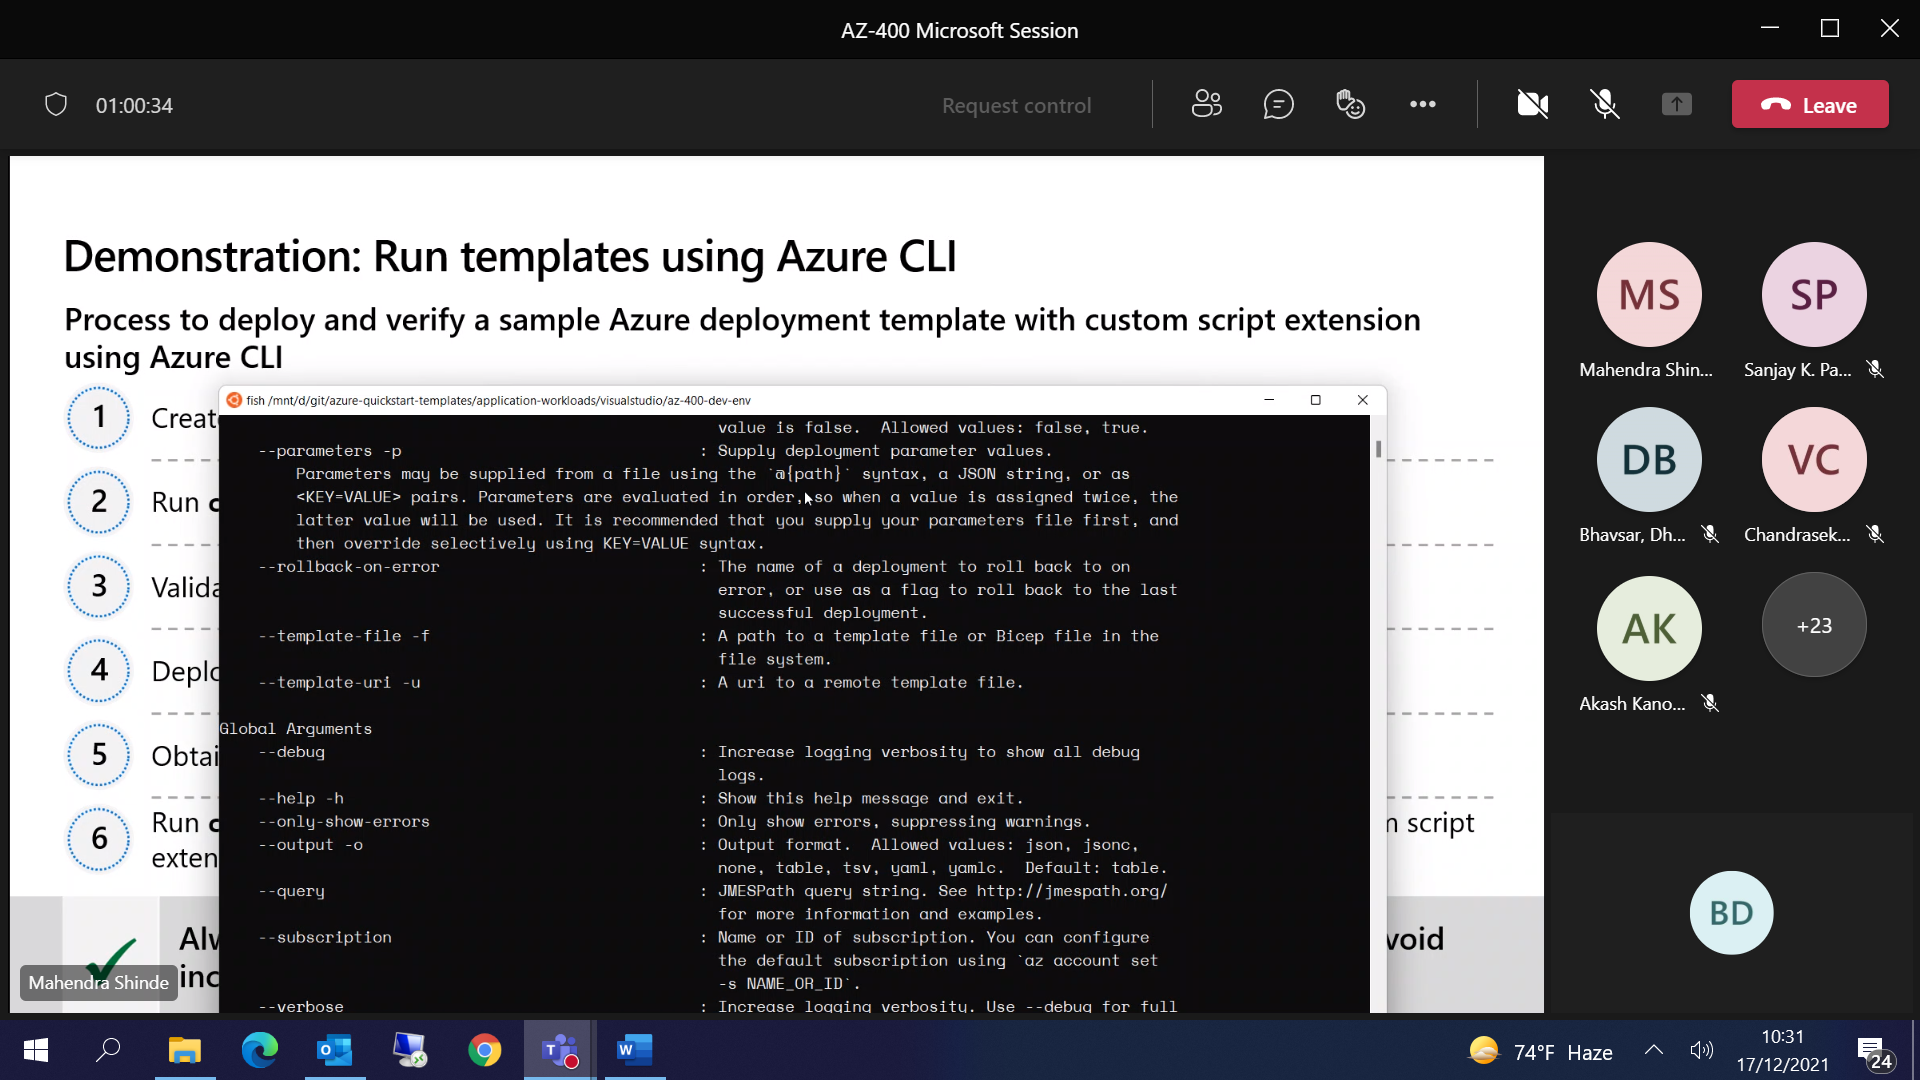 AZ-400 Microsoft Session
01:00:34
Request control
Leave
Demonstration: Run templates using Azure CLI
Process to deploy and verify a sample Azure deployment template with custom script extension
using Azure CLI
1 Creat
2 Run c
3 Valida
4 Deplo
5 Obtai
6 Run c
exten
n script
Alw
void
inc
Mahendra Shinde
fish /mnt/d/git/azure-quickstart-templates/application-workloads/visualstudio/az-400-dev-env
value is false.  Allowed values: false, true.
--parameters -p : Supply deployment parameter values.
Parameters may be supplied from a file using the `@{path}` syntax, a JSON string, or as
<KEY=VALUE> pairs. Parameters are evaluated in order, so when a value is assigned twice, the
latter value will be used. It is recommended that you supply your parameters file first, and
then override selectively using KEY=VALUE syntax.
--rollback-on-error : The name of a deployment to roll back to on
error, or use as a flag to roll back to the last
successful deployment.
--template-file -f : A path to a template file or Bicep file in the
file system.
--template-uri -u : A uri to a remote template file.
Global Arguments
--debug : Increase logging verbosity to show all debug
logs.
--help -h : Show this help message and exit.
--only-show-errors : Only show errors, suppressing warnings.
--output -o : Output format.  Allowed values: json, jsonc,
none, table, tsv, yaml, yamlc.  Default: table.
--query : JMESPath query string. See http://jmespath.org/
for more information and examples.
--subscription : Name or ID of subscription. You can configure
the default subscription using `az account set
-s NAME_OR_ID`.
--verbose : Increase logging verbosity. Use --debug for full
MS
SP
Mahendra Shin...
Sanjay K. Pa...
DB
VC
Bhavsar, Dh...
Chandrasek...
AK
+23
Akash Kano...
BD
74°F Haze
10:31
17/12/2021
24